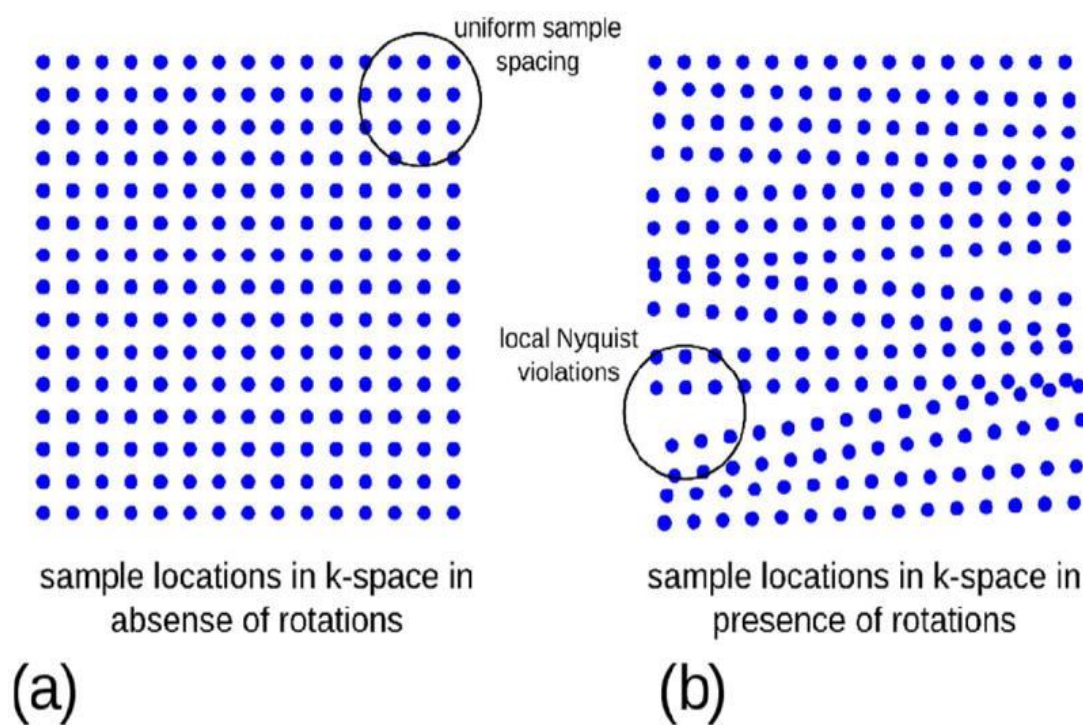 uniform sample
spacing
local Nyquist
violations
sample locations in k-space in
absense of rotations
sample locations in k-space in
presence of rotations
(a)
(b)